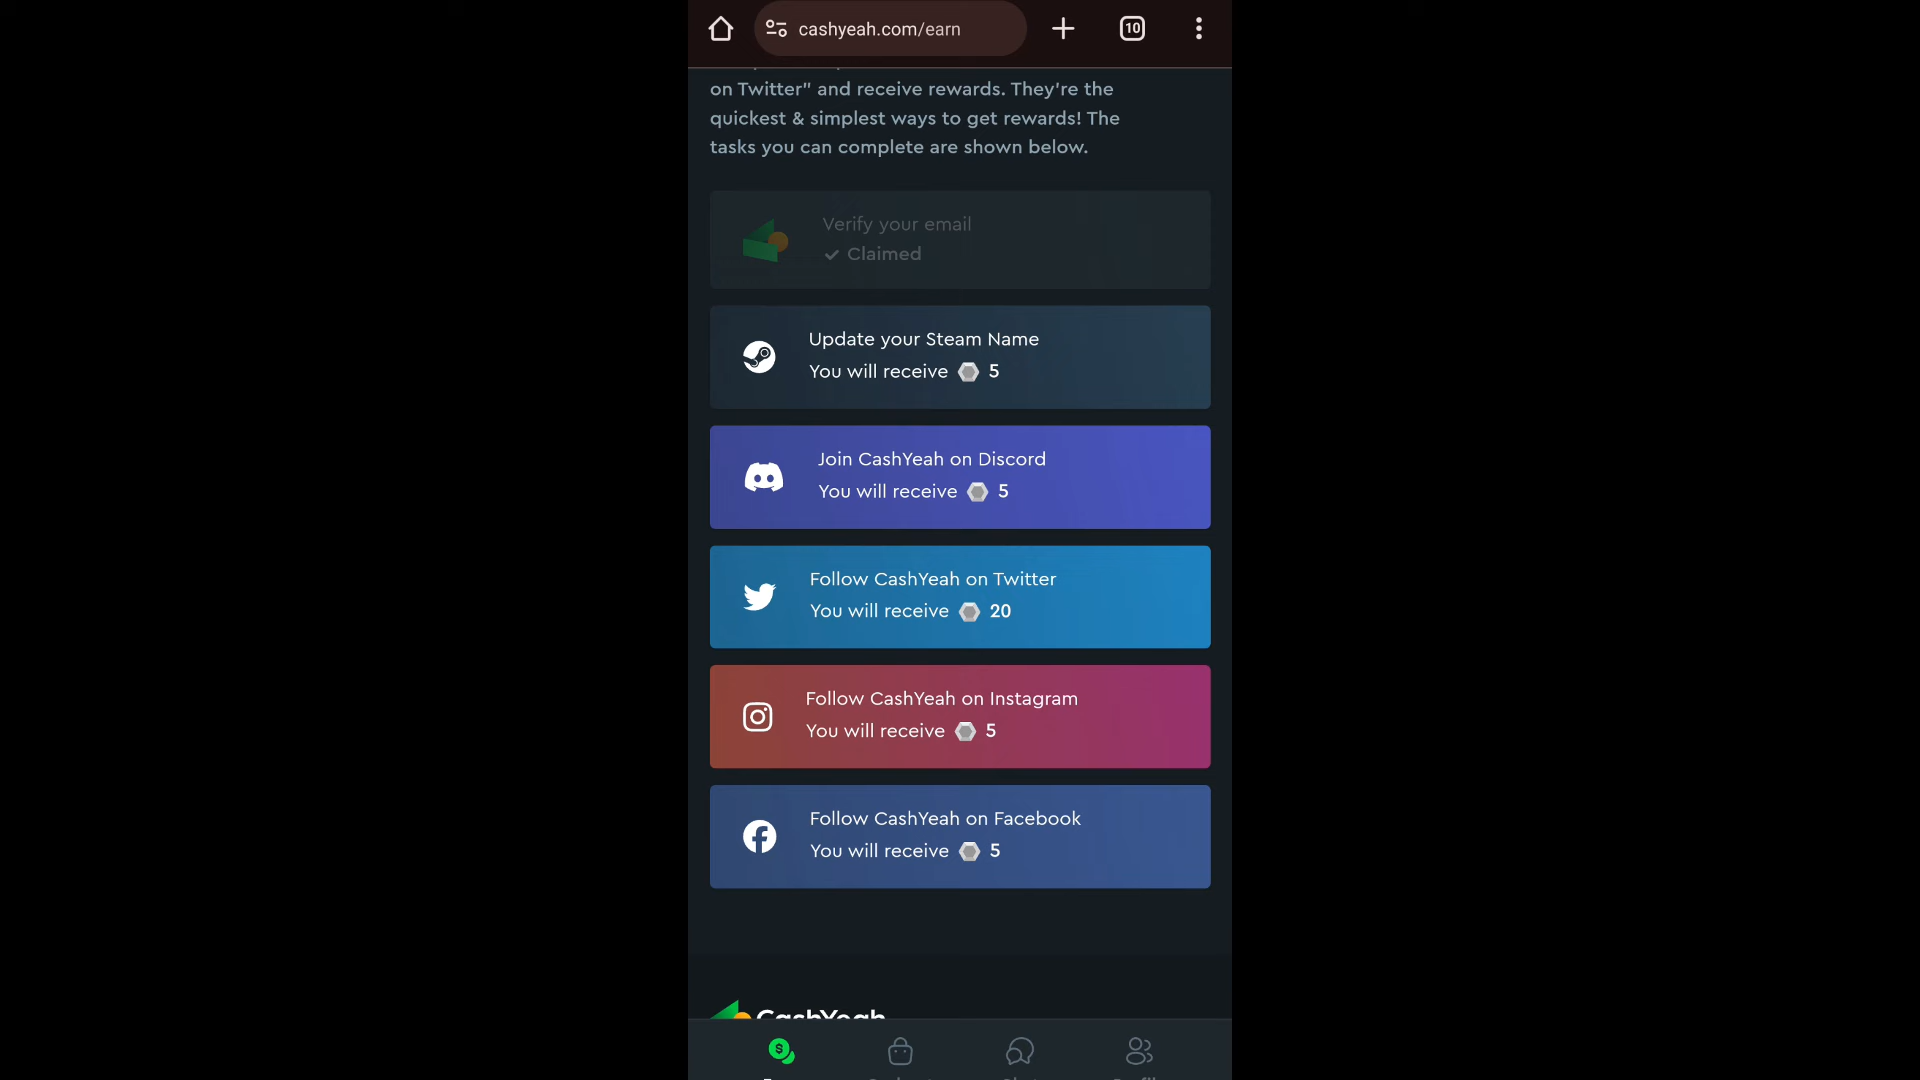 cashyeah.com/earn
10
on Twitter" and receive rewards. They're the
quickest & simplest ways to get rewards! The
tasks you can complete are shown below.
Verify your email
Claimed
Update your Steam Name
You will receive 5
Join CashYeah on Discord
You will receive 5
Follow CashYeah on Twitter
You will receive 20
Follow CashYeah on Instagram
You will receive 5
Follow CashYeah on Facebook
You will receive 5
CashYeah